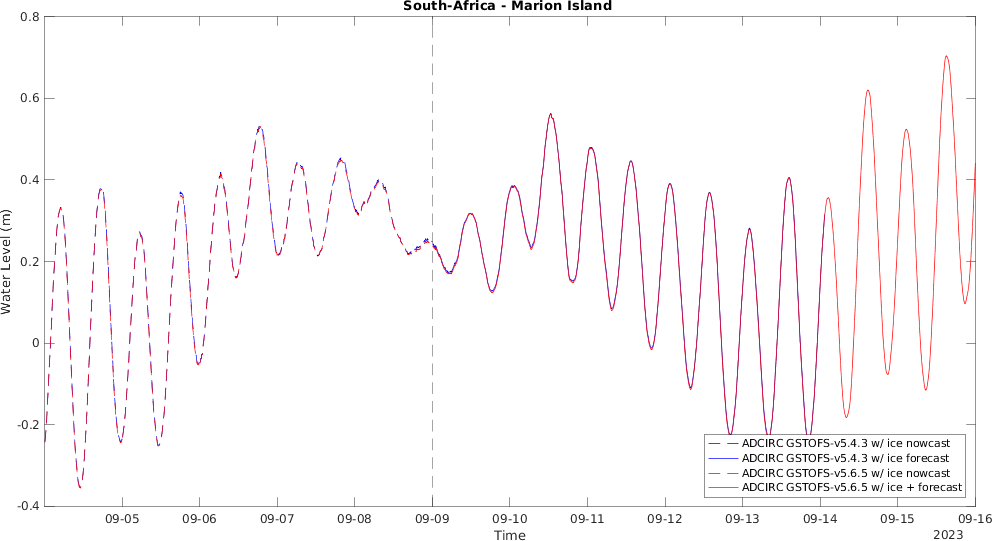 South-Africa - Marion Island
0.8
0.6
0.4
0.2
0
-0.2
-0.4
Water Level (m)
ADCIRC GSTOFS-v5.4.3 w/ ice nowcast
ADCIRC GSTOFS-v5.4.3 w/ ice forecast
ADCIRC GSTOFS-v5.6.5 w/ ice nowcast
ADCIRC GSTOFS-v5.6.5 w/ ice + forecast
09-05 09-06 09-07 09-08 09-09 09-10 09-11 09-12 09-13 09-14 09-15 09-16
Time
2023